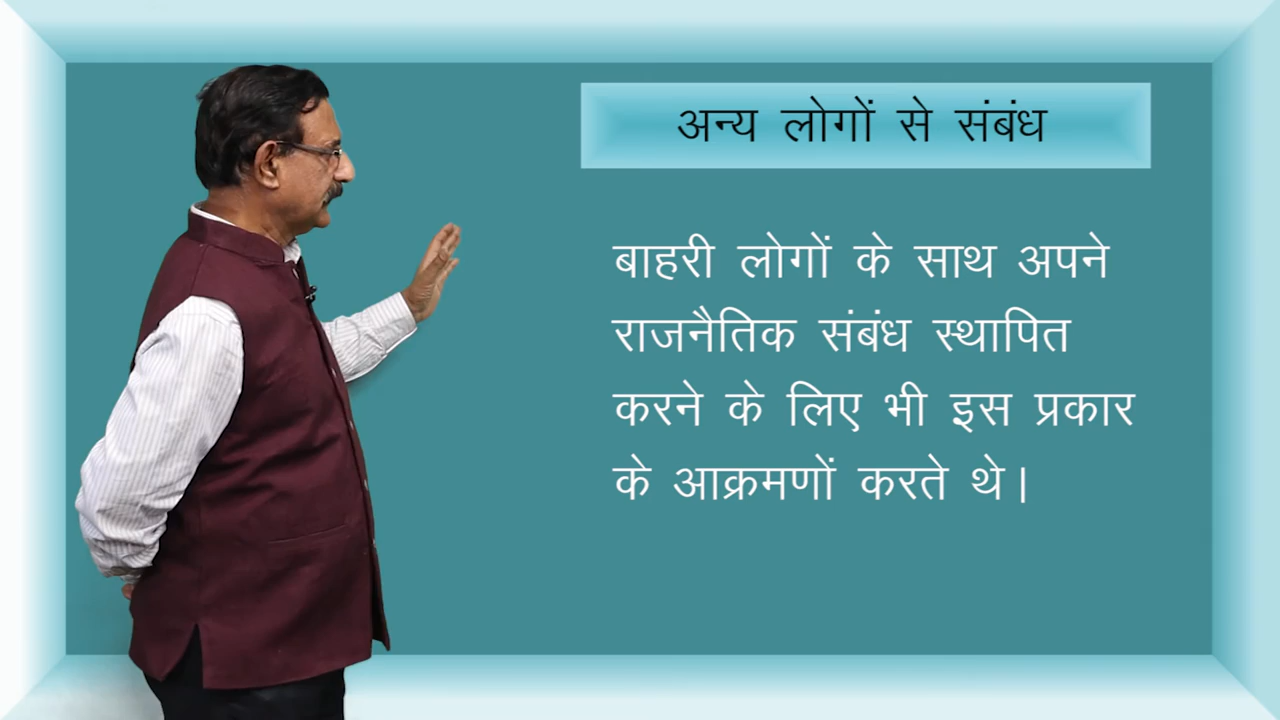 अन्य लोगों से संबंध
बाहरी लोगों के साथ अपने
राजनैतिक संबंध स्थापित
करने के लिए भी इस प्रकार
के आक्रमणों करते थे।